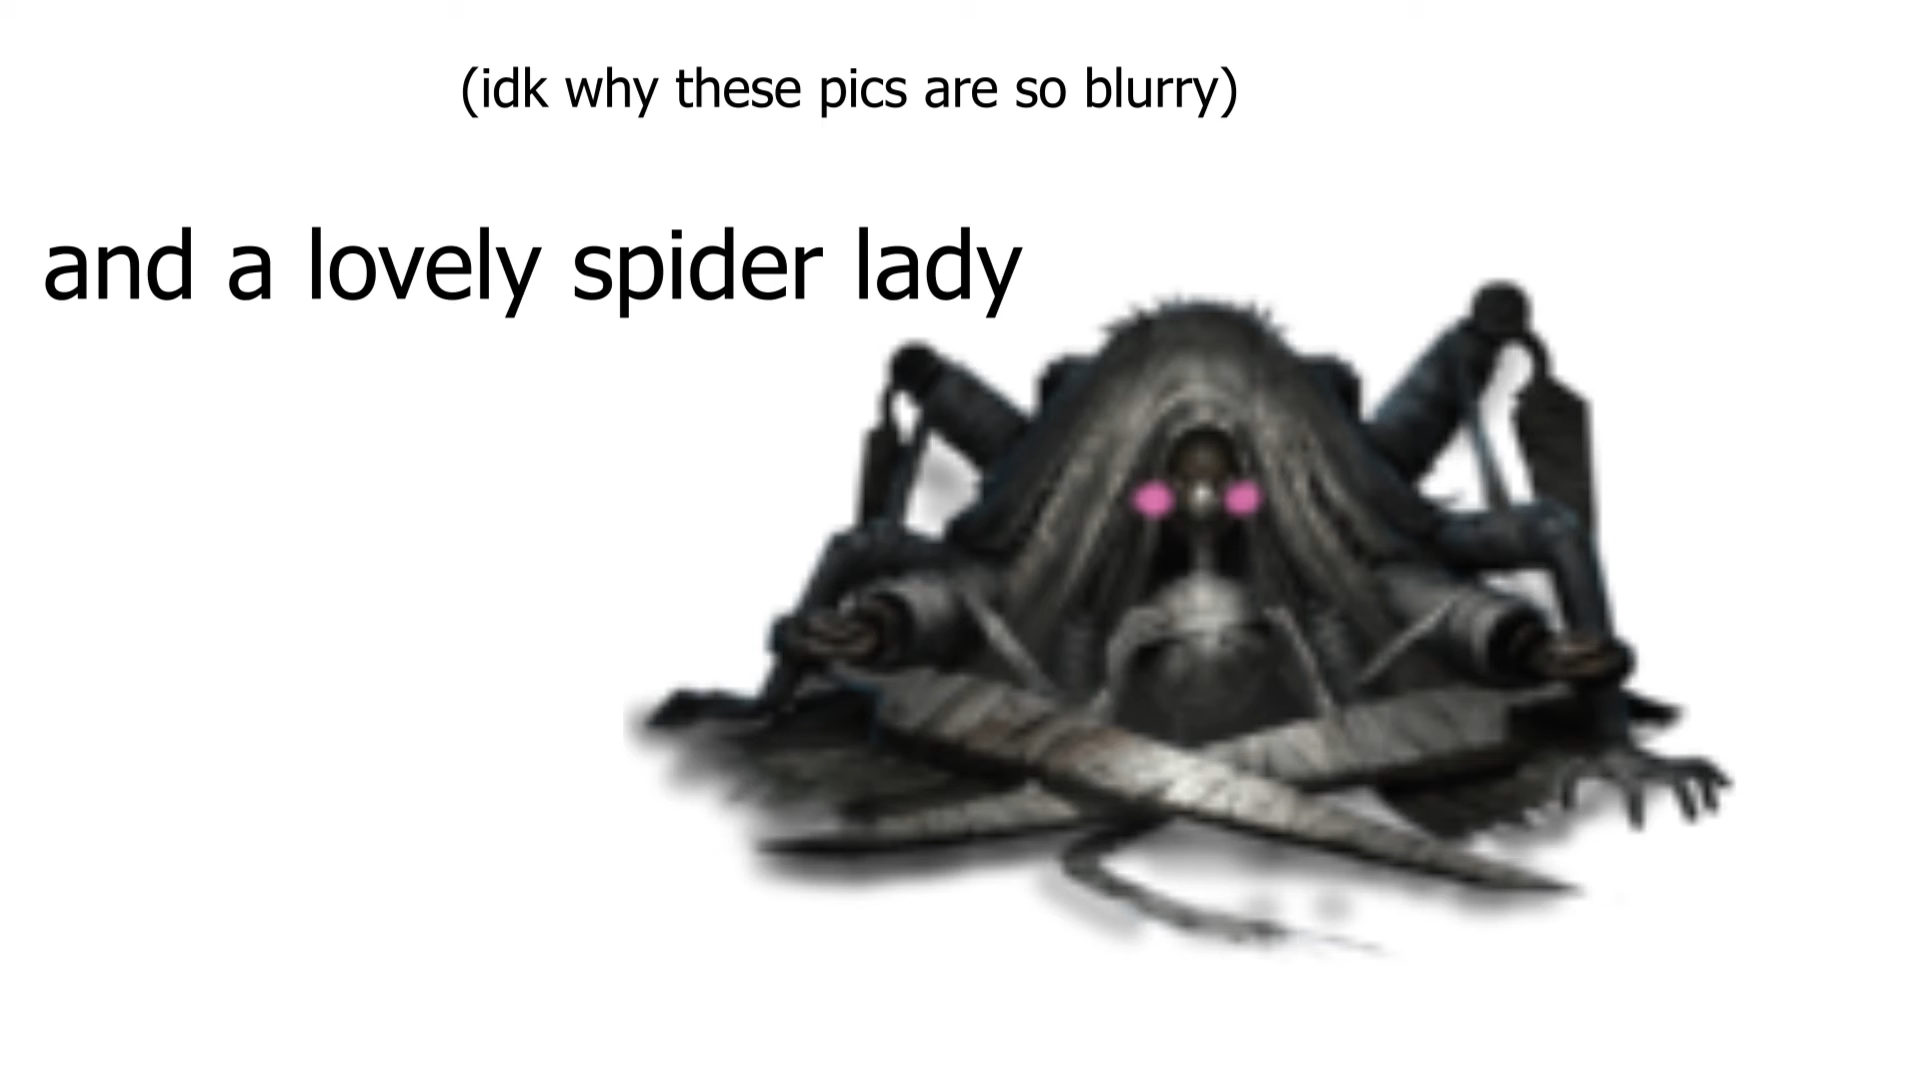 (idk why these pics are so blurry)
and a lovely spider lady